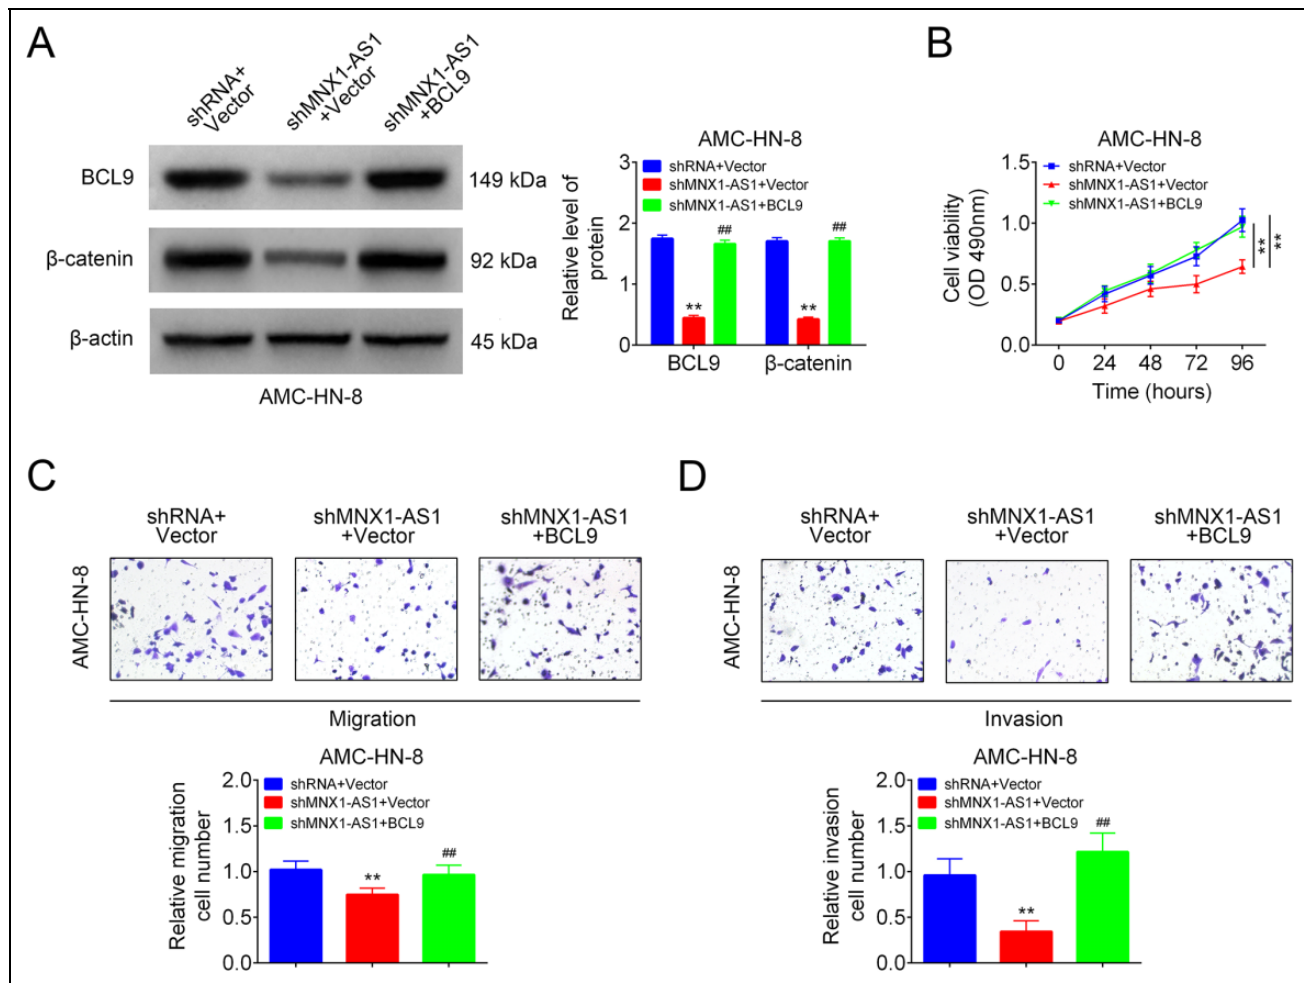 A
shRNA+
Vector
shMNX1-AS1
+Vector
shMNX1-AS1
+BCL9
BCL9
149 kDa
β-catenin
92 kDa
β-actin
45 kDa
AMC-HN-8
AMC-HN-8
Relative level of
protein
3
2
1
0
shRNA+Vector
shMNX1-AS1+Vector
shMNX1-AS1+BCL9
**
##
**
##
BCL9
β-catenin
B
AMC-HN-8
Cell viability
(OD 490nm)
1.5
1.0
0.5
0.0
shRNA+Vector
shMNX1-AS1+Vector
shMNX1-AS1+BCL9
**
**
0 24 48 72 96
Time (hours)
C
shRNA+
Vector
shMNX1-AS1
+Vector
shMNX1-AS1
+BCL9
AMC-HN-8
Migration
AMC-HN-8
Relative migration
cell number
2.0
1.5
1.0
0.5
0.0
shRNA+Vector
shMNX1-AS1+Vector
shMNX1-AS1+BCL9
**
##
D
shRNA+
Vector
shMNX1-AS1
+Vector
shMNX1-AS1
+BCL9
AMC-HN-8
Invasion
AMC-HN-8
Relative invasion
cell number
2.0
1.5
1.0
0.5
0.0
shRNA+Vector
shMNX1-AS1+Vector
shMNX1-AS1+BCL9
**
##